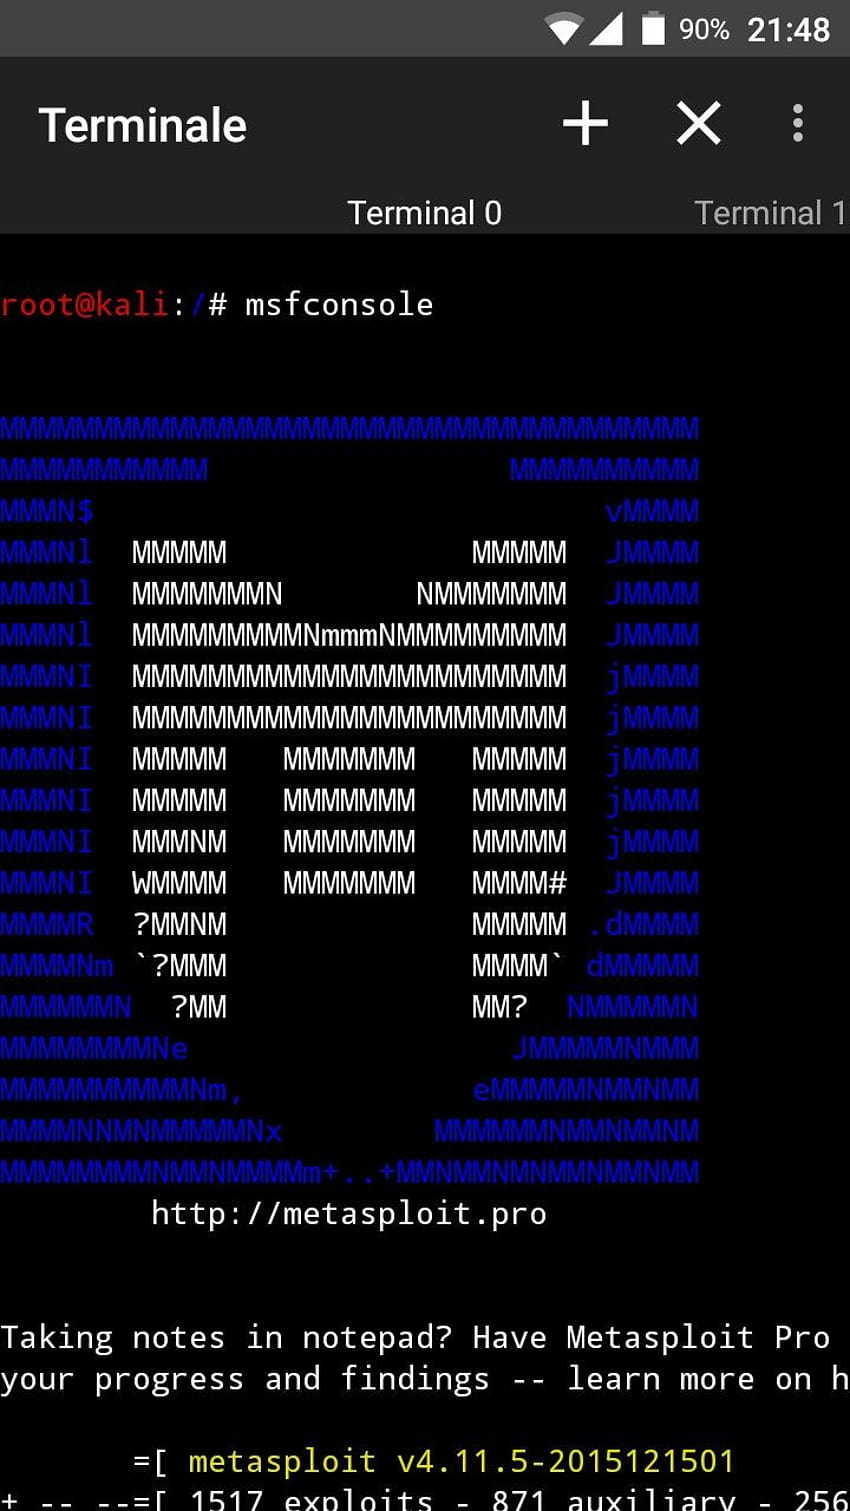 90% 21:48
Terminale
Terminal 0 Terminal 1
root@kali:/# msfconsole
MMMMMMMMMMMMMMMMMMMMMMMMMMMMMMMMMMMMM
MMMMMMMMMMM                MMMMMMMMMM
MMMN$                           vMMMM
MMMNl  MMMMM             MMMMM  JMMMM
MMMNl  MMMMMMMN       NMMMMMMM  JMMMM
MMMNl  MMMMMMMMMNmmmNMMMMMMMMM  JMMMM
MMMNI  MMMMMMMMMMMMMMMMMMMMMMM  jMMMM
MMMNI  MMMMMMMMMMMMMMMMMMMMMMM  jMMMM
MMMNI  MMMMM   MMMMMMM   MMMMM  jMMMM
MMMNI  MMMMM   MMMMMMM   MMMMM  jMMMM
MMMNI  MMMNM   MMMMMMM   MMMMM  jMMMM
MMMNI  WMMMM   MMMMMMM   MMMM#  JMMMM
MMMMR  ?MMNM             MMMMM .dMMMM
MMMMNm `?MMM             MMMM` dMMMMM
MMMMMMN  ?MM             MM?  NMMMMMN
MMMMMMMMNe                 JMMMMMNMMM
MMMMMMMMMMNm,            eMMMMMNMMNMM
MMMMNNMNMMMMMNx        MMMMMMNMMNMMNM
MMMMMMMMNMMNMMMMm+..+MMNMMNMNMMNMMNMM
http://metasploit.pro
Taking notes in notepad? Have Metasploit Pro
your progress and findings -- learn more on h
=[ metasploit v4.11.5-2015121501
+ -- --=[ 1517 exploits - 871 auxiliary - 256